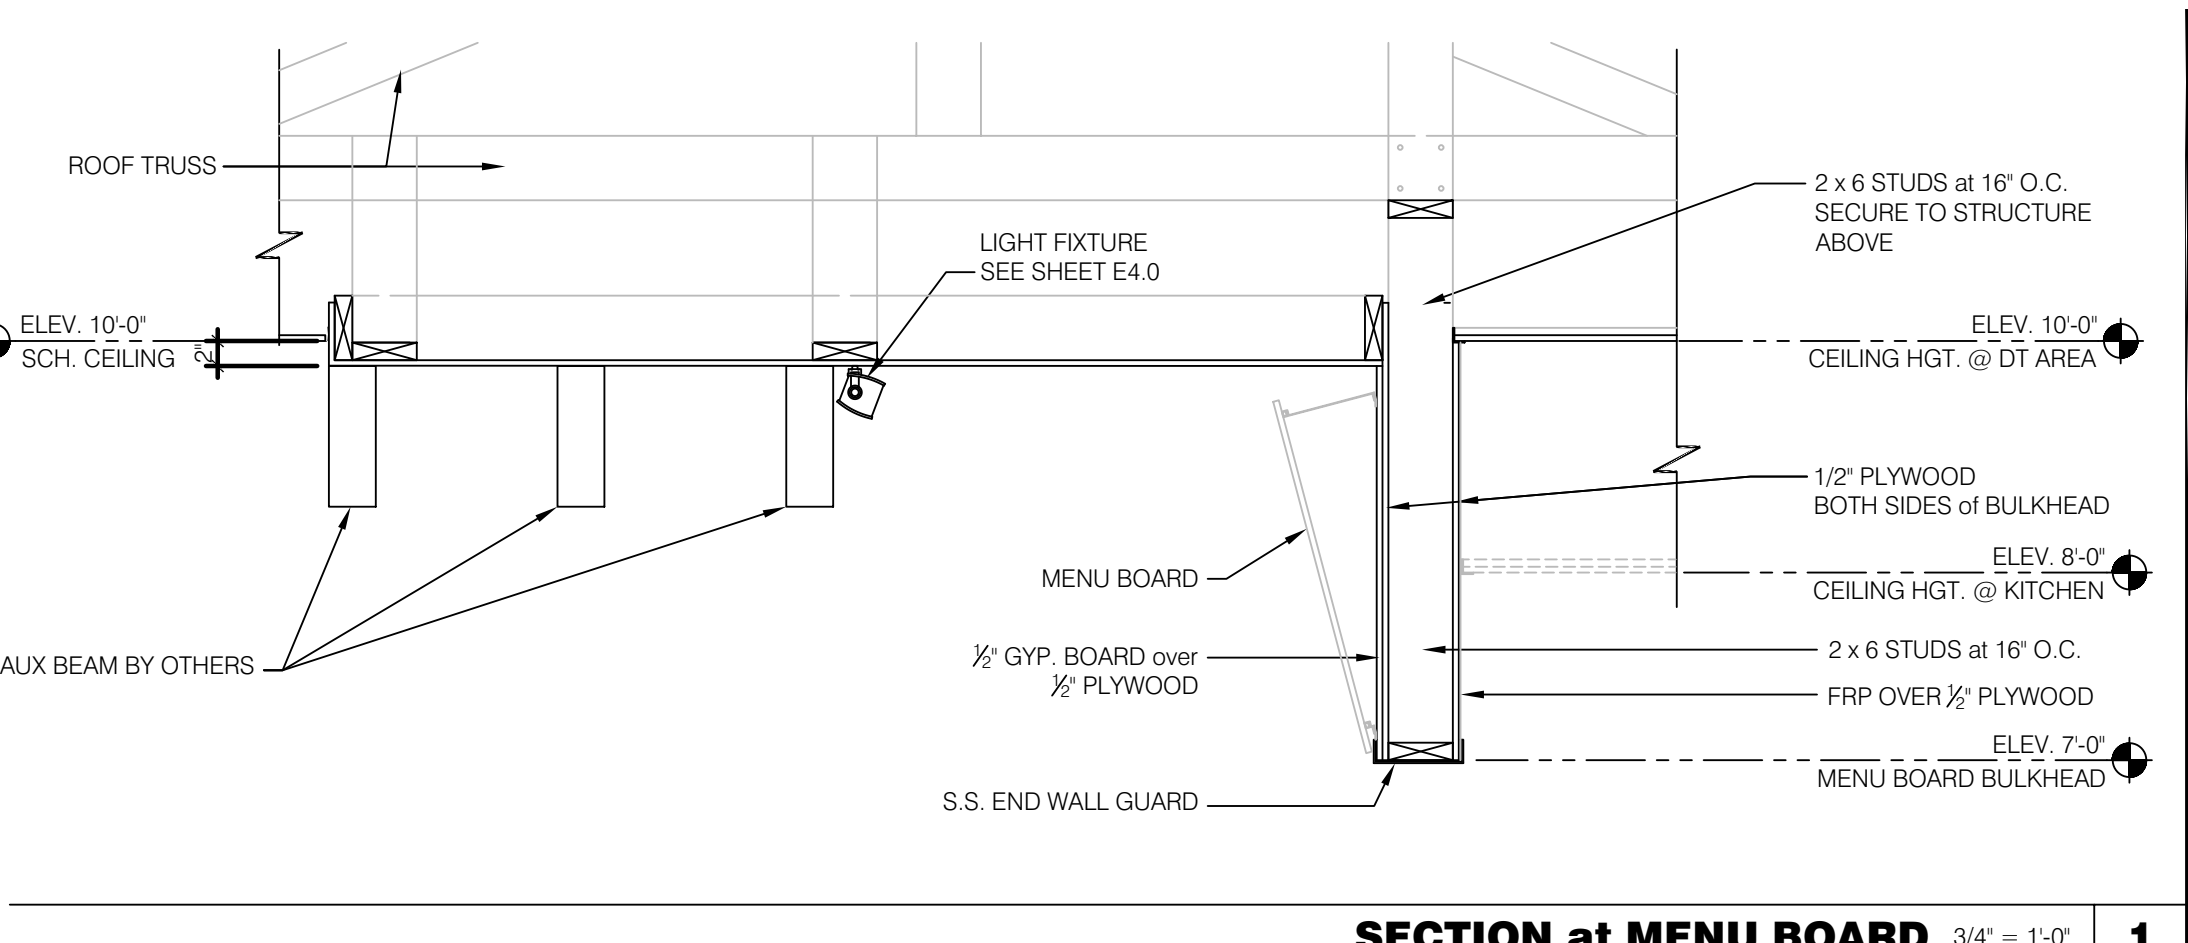 ROOF TRUSS
LIGHT FIXTURE
SEE SHEET E4.0
2 x 6 STUDS at 16" O.C.
SECURE TO STRUCTURE
ABOVE
ELEV. 10'-0"
SCH. CEILING
2"
ELEV. 10'-0"
CEILING HGT. @ DT AREA
1/2" PLYWOOD
BOTH SIDES of BULKHEAD
MENU BOARD
ELEV. 8'-0"
CEILING HGT. @ KITCHEN
AUX BEAM BY OTHERS
½" GYP. BOARD over
½" PLYWOOD
2 x 6 STUDS at 16" O.C.
FRP OVER ½" PLYWOOD
ELEV. 7'-0"
MENU BOARD BULKHEAD
S.S. END WALL GUARD
SECTION at MENU BOARD 3/4" = 1'-0" 1